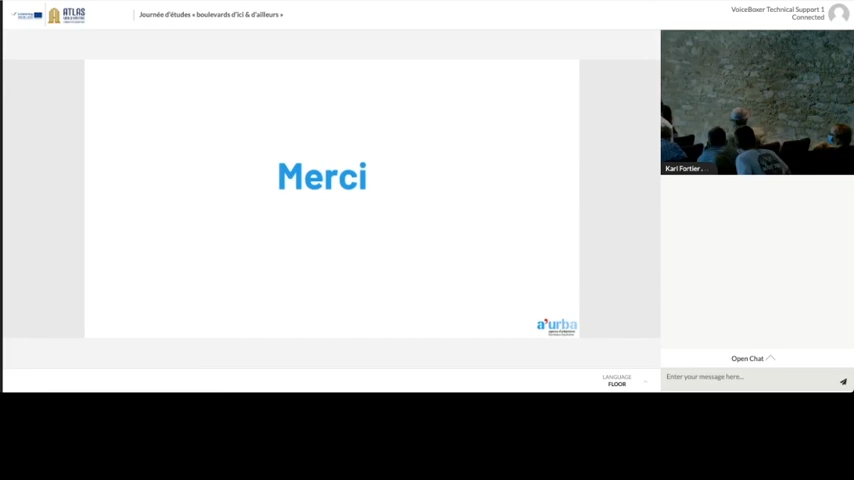 ATLAS
Journée d'études « boulevards d'ici & d'ailleurs »
VoiceBoxer Technical Support 1
Connected
Merci
Karl Fortier
a'urba
Open Chat
LANGUAGE
FLOOR
Enter your message here...